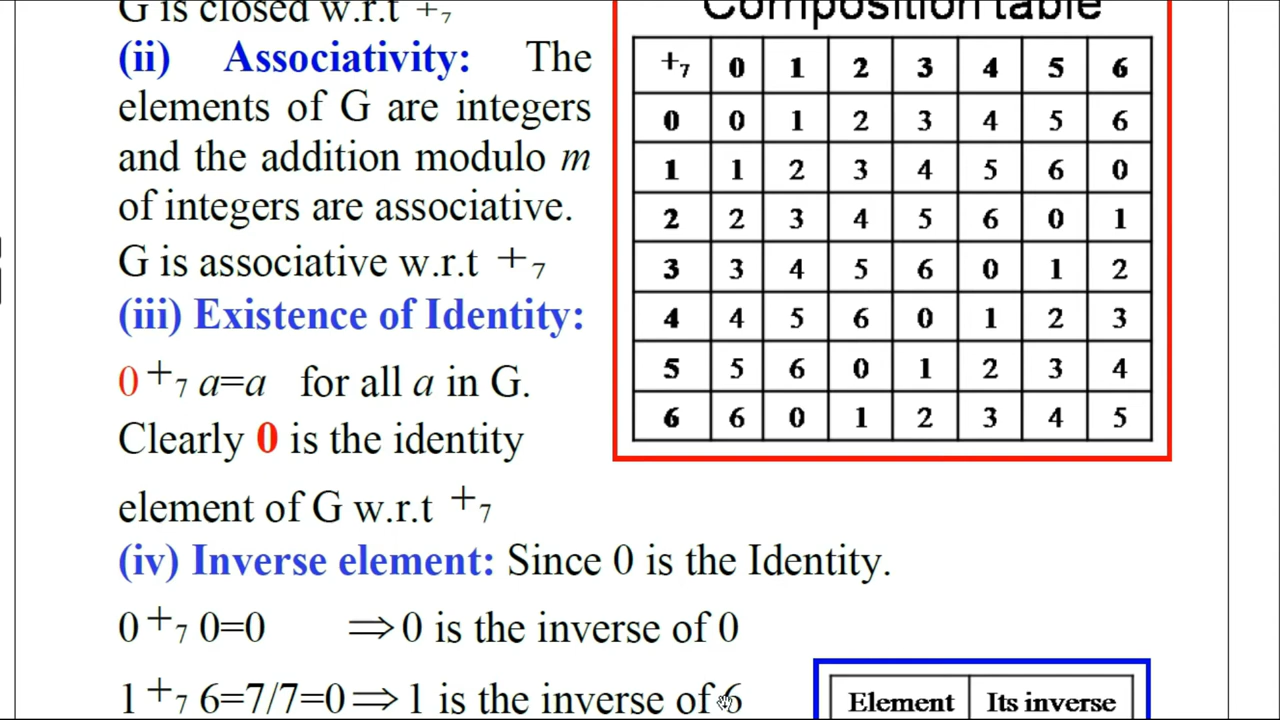 G is closed w.r.t +₇
(ii) Associativity: The
elements of G are integers
and the addition modulo m
of integers are associative.
G is associative w.r.t +₇
(iii) Existence of Identity:
0 +₇ a=a for all a in G.
Clearly 0 is the identity
element of G w.r.t +₇
Composition table
+₇ 0 1 2 3 4 5 6
0 0 1 2 3 4 5 6
1 1 2 3 4 5 6 0
2 2 3 4 5 6 0 1
3 3 4 5 6 0 1 2
4 4 5 6 0 1 2 3
5 5 6 0 1 2 3 4
6 6 0 1 2 3 4 5
(iv) Inverse element: Since 0 is the Identity.
0 +₇ 0=0 ⇒ 0 is the inverse of 0
1 +₇ 6=7/7=0 ⇒ 1 is the inverse of 6
Element Its inverse